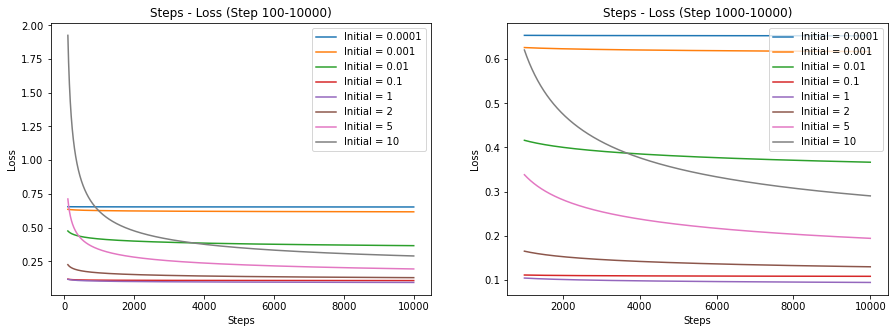 Steps - Loss (Step 100-10000)
Loss
2.00
1.75
1.50
1.25
1.00
0.75
0.50
0.25
Initial = 0.0001
Initial = 0.001
Initial = 0.01
Initial = 0.1
Initial = 1
Initial = 2
Initial = 5
Initial = 10
0 2000 4000 6000 8000 10000
Steps
Steps - Loss (Step 1000-10000)
Loss
0.6
0.5
0.4
0.3
0.2
0.1
Initial = 0.0001
Initial = 0.001
Initial = 0.01
Initial = 0.1
Initial = 1
Initial = 2
Initial = 5
Initial = 10
2000 4000 6000 8000 10000
Steps